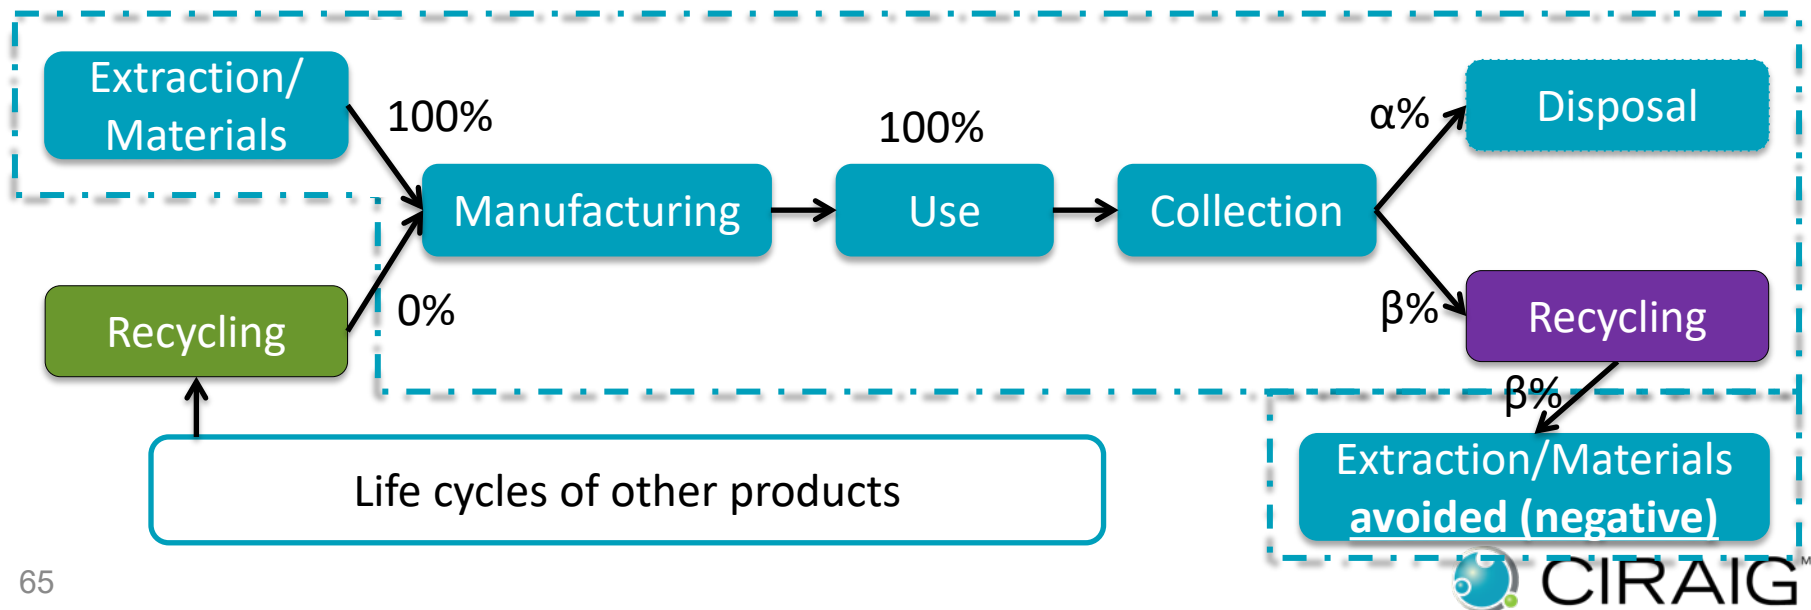 Extraction/
Materials
100%
100%
α%
Disposal
Manufacturing
Use
Collection
Recycling
0%
β%
Recycling
β%
Life cycles of other products
Extraction/Materials
avoided (negative)
65
CIRAIG
M